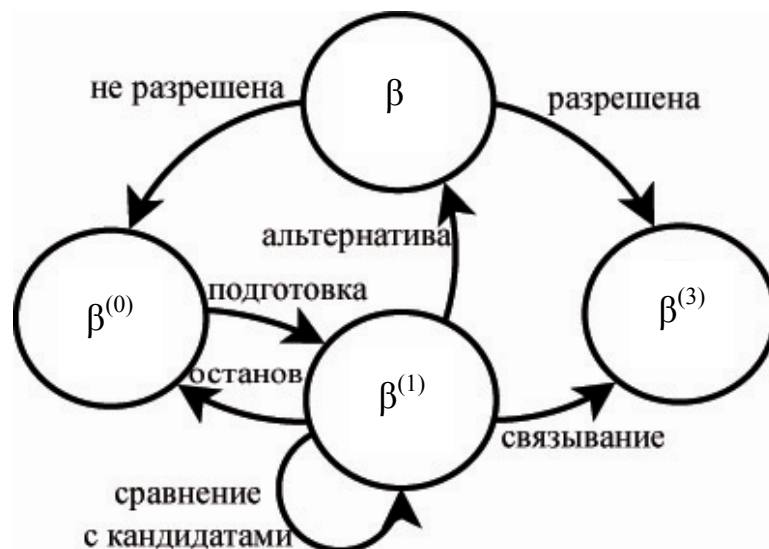 β
не разрешена
разрешена
альтернатива
β⁽⁰⁾
подготовка
β⁽³⁾
останов
β⁽¹⁾
связывание
сравнение
с кандидатами